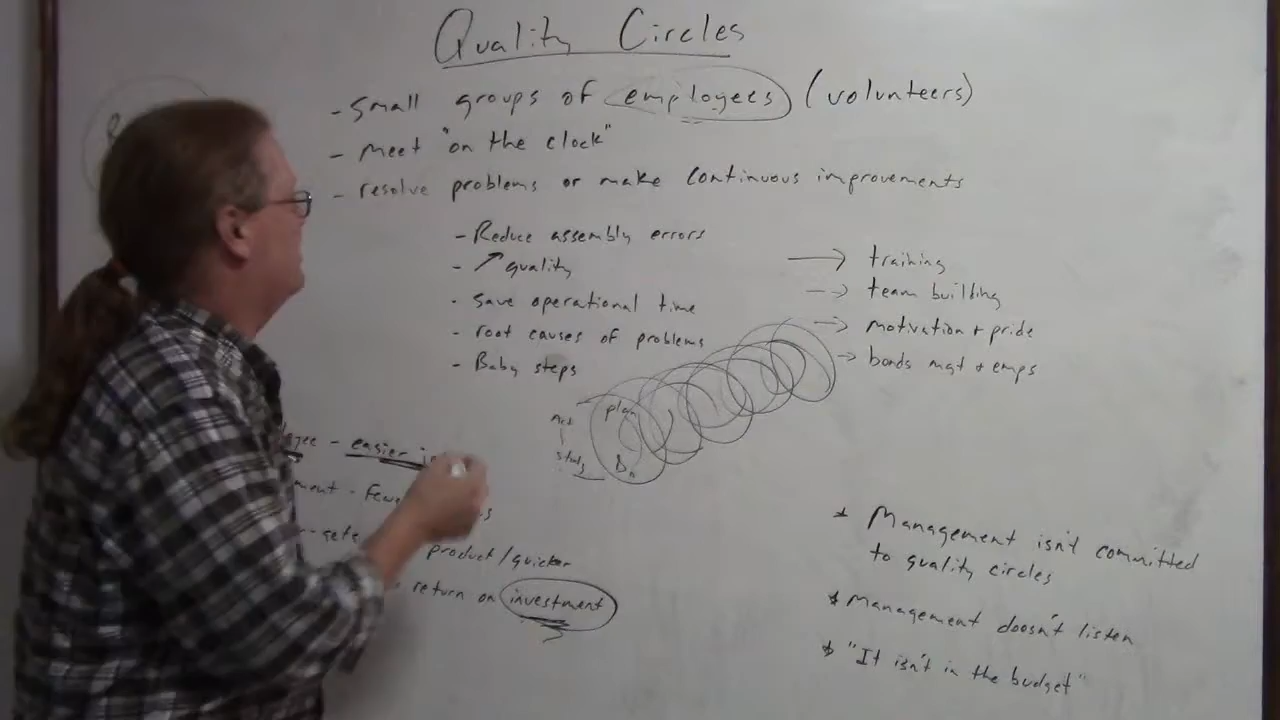 Quality Circles
- small groups of employees (volunteers)
- meet "on the clock"
- resolve problems or make continuous improvements
- Reduce assembly errors
- ↗ quality
- save operational time
- root causes of problems
- Baby steps
→ training
→ team building
→ motivation + pride
→ bonds mgt + emps
plan
Do
study
act
- easier
product/quicker
return on investment
* Management isn't committed
to quality circles
* Management doesn't listen
* "It isn't in the budget"